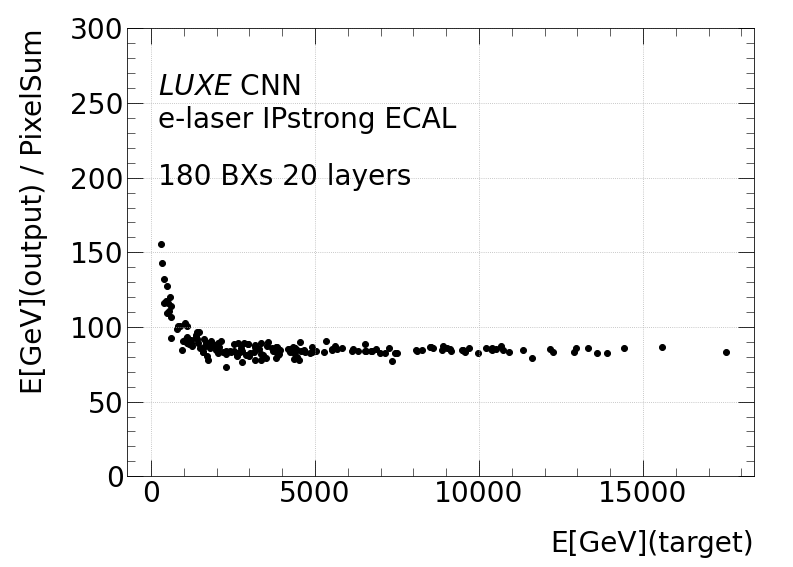 300
250
200
150
100
50
0
E[GeV](output) / PixelSum
LUXE CNN
e-laser IPstrong ECAL
180 BXs 20 layers
0 5000 10000 15000
E[GeV](target)